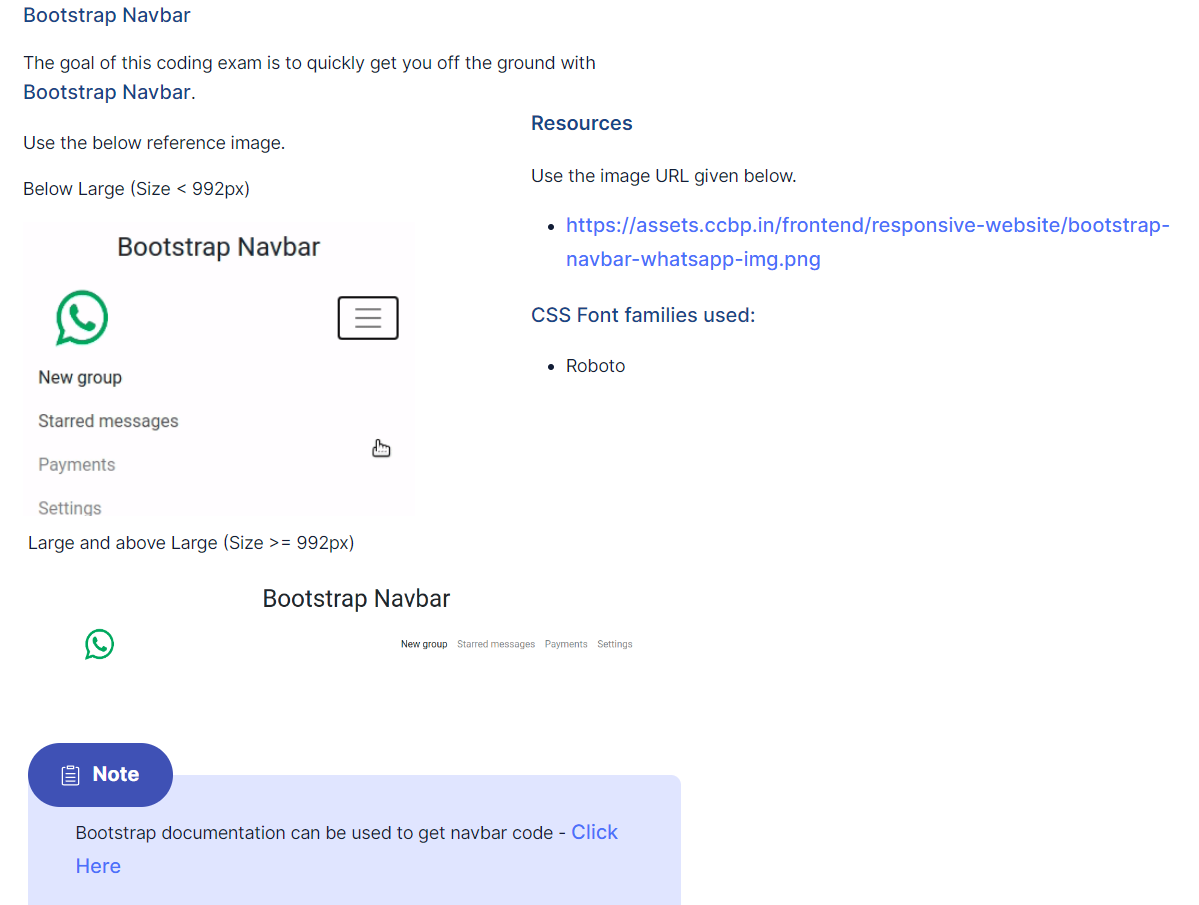 Bootstrap Navbar
The goal of this coding exam is to quickly get you off the ground with
Bootstrap Navbar.
Use the below reference image.
Below Large (Size < 992px)
Bootstrap Navbar
New group
Starred messages
Payments
Settings
Large and above Large (Size >= 992px)
Bootstrap Navbar
New group Starred messages Payments Settings
Resources
Use the image URL given below.
• https://assets.ccbp.in/frontend/responsive-website/bootstrap-
navbar-whatsapp-img.png
CSS Font families used:
• Roboto
Note
Bootstrap documentation can be used to get navbar code - Click
Here